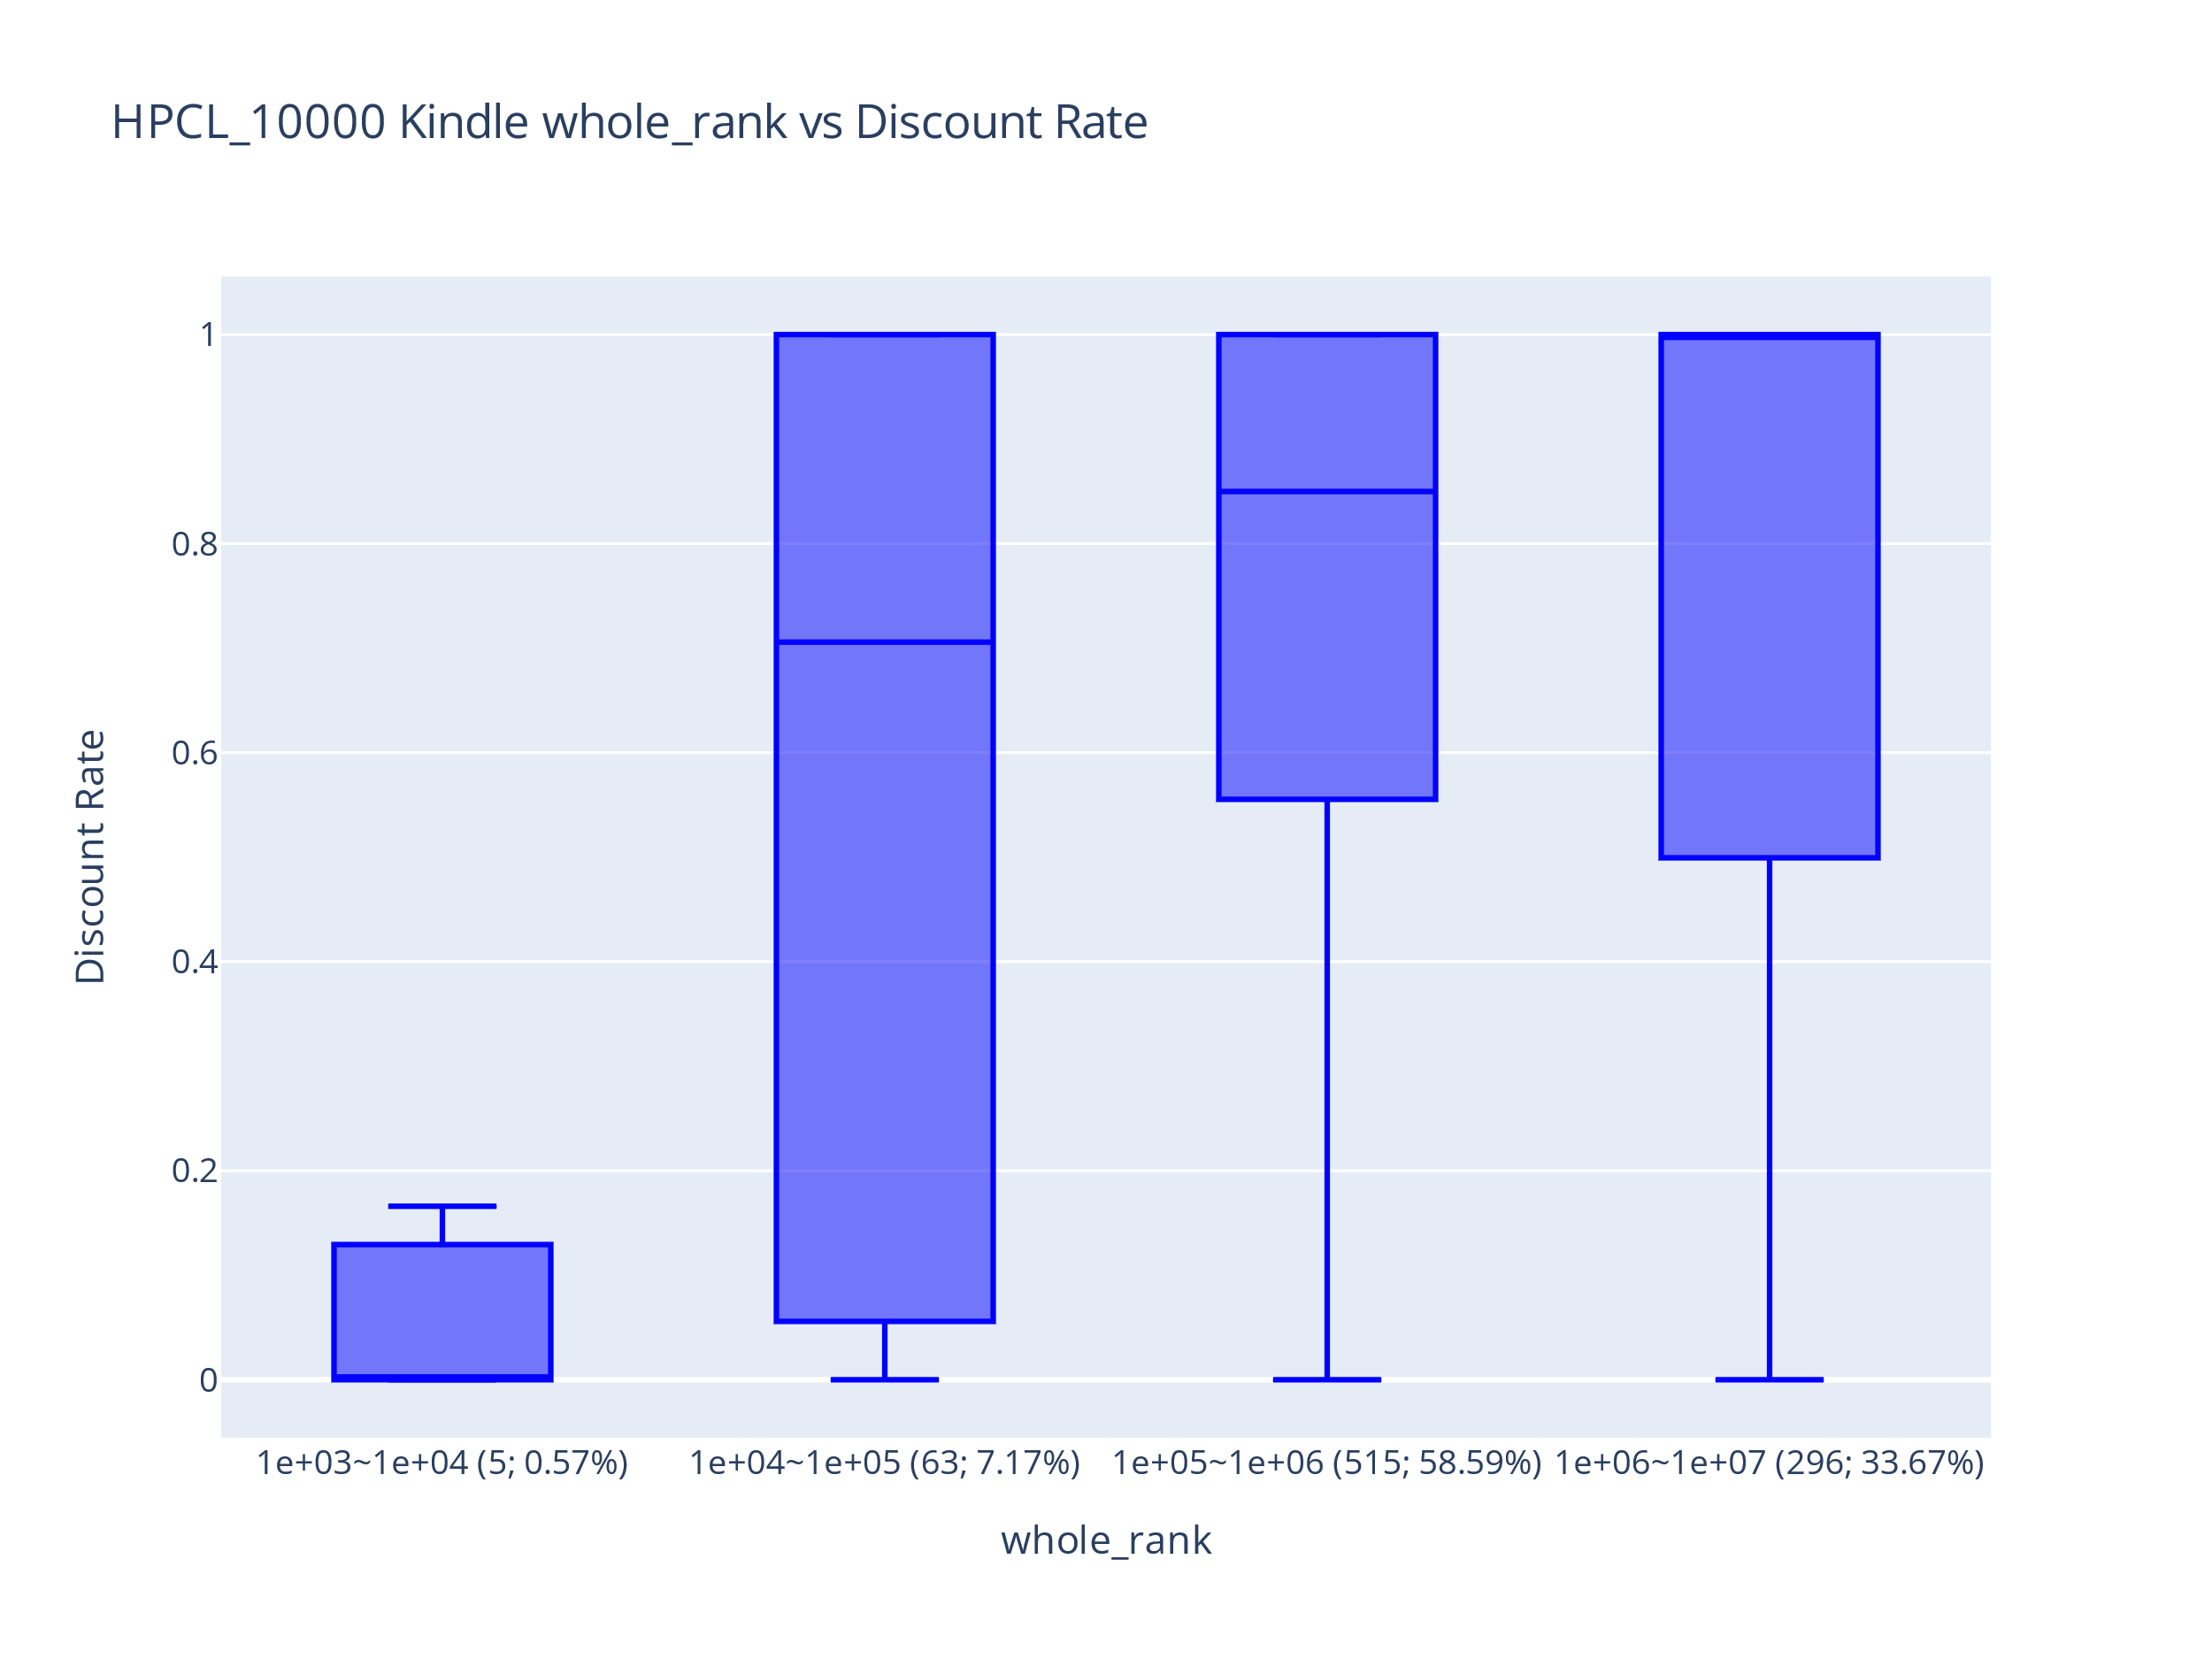 HPCL_10000 Kindle whole_rank vs Discount Rate
1
0.8
0.6
0.4
0.2
0
Discount Rate
1e+03~1e+04 (5; 0.57%)
1e+04~1e+05 (63; 7.17%)
1e+05~1e+06 (515; 58.59%)
1e+06~1e+07 (296; 33.67%)
whole_rank